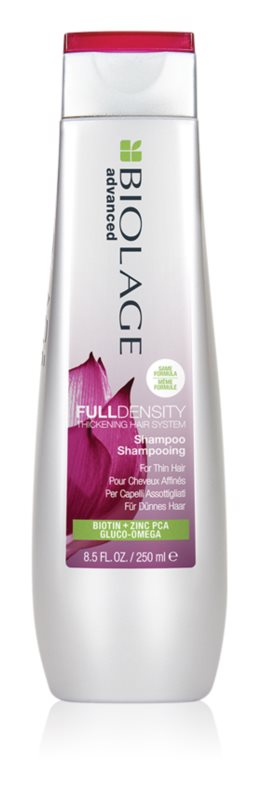 BIOLAGE
advanced
SAME
FORMULA
MÊME
FORMULE
FULLDENSITY
THICKENING HAIR SYSTEM
Shampoo
Shampooing
For Thin Hair
Pour Cheveux Affinés
Per Capelli Assottigliati
Für Dünnes Haar
BIOTIN + ZINC PCA
GLUCO-OMEGA
8.5 FL. OZ. / 250 ml e